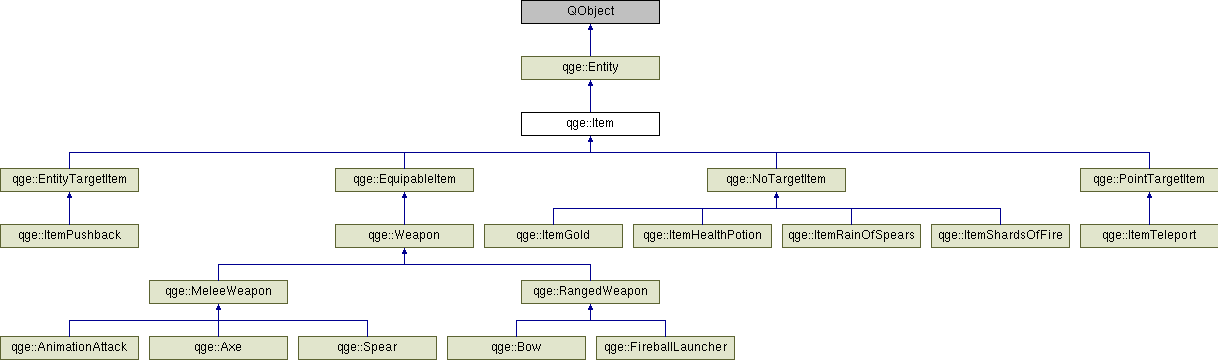 QObject
qge::Entity
qge::Item
qge::EntityTargetItem
qge::EquipableItem
qge::NoTargetItem
qge::PointTargetItem
qge::ItemPushback
qge::Weapon
qge::ItemGold
qge::ItemHealthPotion
qge::ItemRainOfSpears
qge::ItemShardsOfFire
qge::ItemTeleport
qge::MeleeWeapon
qge::RangedWeapon
qge::AnimationAttack
qge::Axe
qge::Spear
qge::Bow
qge::FireballLauncher